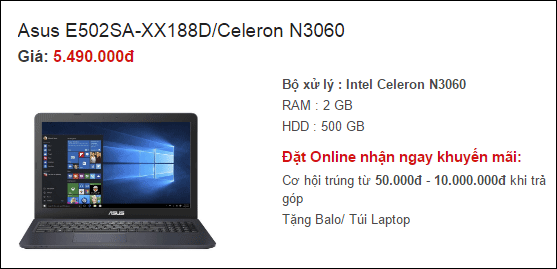 Asus E502SA-XX188D/Celeron N3060
Giá: 5.490.000đ
Bộ xử lý : Intel Celeron N3060
RAM : 2 GB
HDD : 500 GB
Đặt Online nhận ngay khuyến mãi:
Cơ hội trúng từ 50.000đ - 10.000.000đ khi trả
góp
Tặng Balo/ Túi Laptop
ASUS